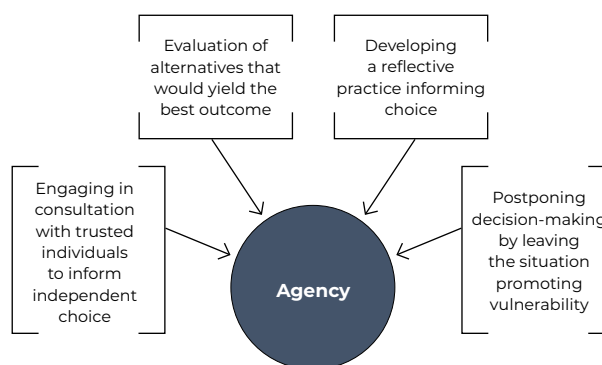 Evaluation of
alternatives that
would yield the
best outcome
Developing
a reflective
practice informing
choice
Engaging in
consultation
with trusted
individuals
to inform
independent
choice
Postponing
decision-making
by leaving
the situation
promoting
vulnerability
Agency